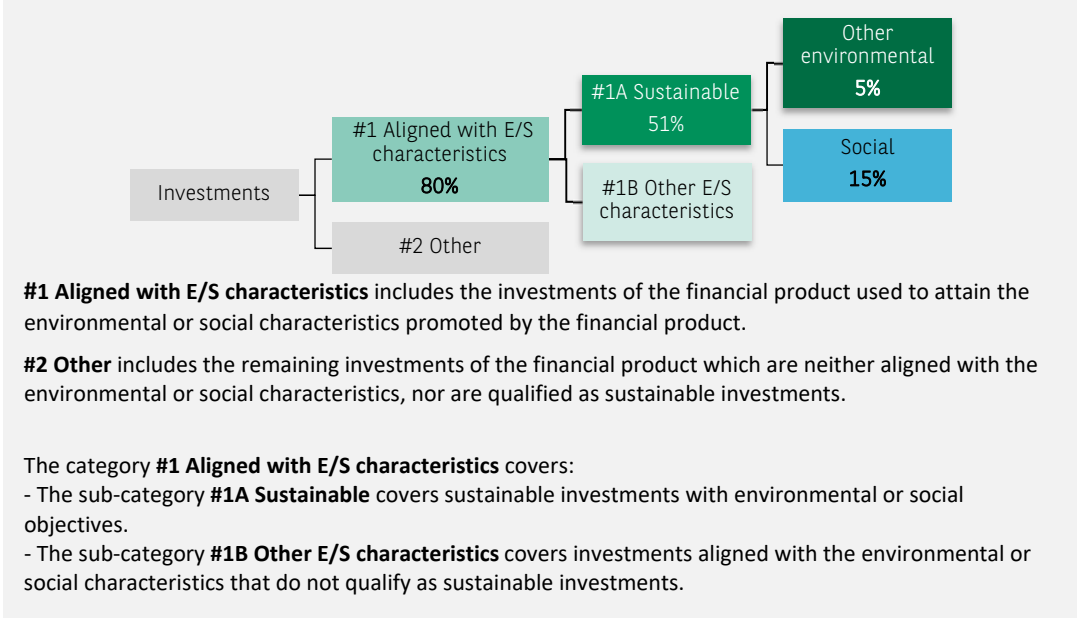 Other
environmental
5%
#1A Sustainable
51%
#1 Aligned with E/S
characteristics
80%
Social
15%
Investments
#1B Other E/S
characteristics
#2 Other
#1 Aligned with E/S characteristics includes the investments of the financial product used to attain the
environmental or social characteristics promoted by the financial product.
#2 Other includes the remaining investments of the financial product which are neither aligned with the
environmental or social characteristics, nor are qualified as sustainable investments.
The category #1 Aligned with E/S characteristics covers:
- The sub-category #1A Sustainable covers sustainable investments with environmental or social
objectives.
- The sub-category #1B Other E/S characteristics covers investments aligned with the environmental or
social characteristics that do not qualify as sustainable investments.